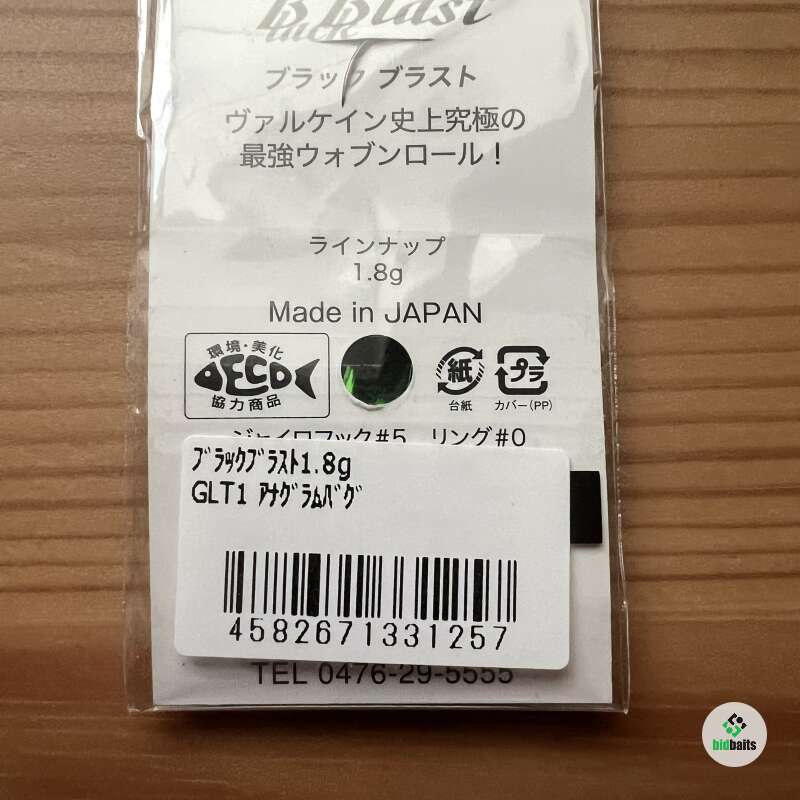 Black Blast
ブラック ブラスト
ヴァルケイン史上究極の
最強ウォブンロール！
ラインナップ
1.8g
Made in JAPAN
環境・美化
ECO
協力商品
紙
台紙
プラ
カバー(PP)
ジャイロフック#5 リング#0
ﾌﾞﾗｯｸﾌﾞﾗｽﾄ1.8g
GLT1 ｱﾅｸﾞﾗﾑﾊﾞｸﾞ
4582671331257
TEL 0476-29-5555
bidbaits